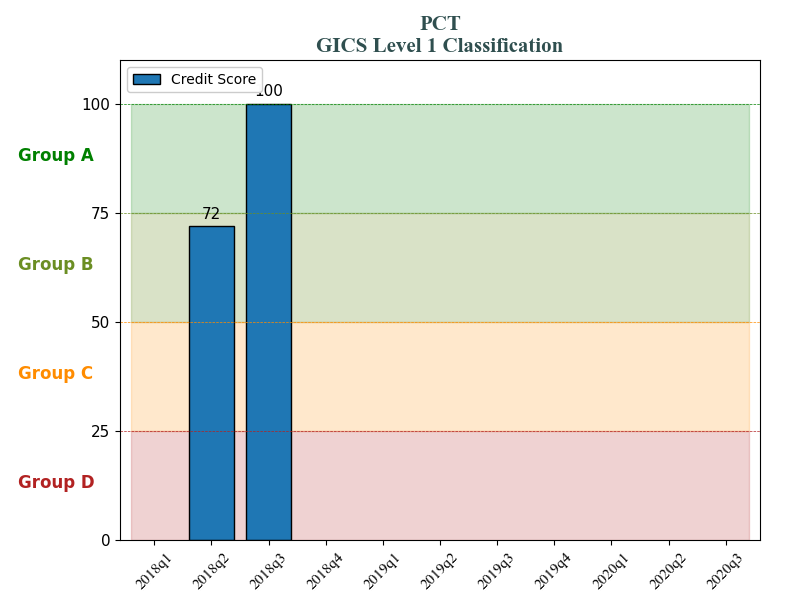 PCT
GICS Level 1 Classification
Credit Score
100
100
Group A
75
72
Group B
50
Group C
25
Group D
0
2018q1
2018q2
2018q3
2018q4
2019q1
2019q2
2019q3
2019q4
2020q1
2020q2
2020q3